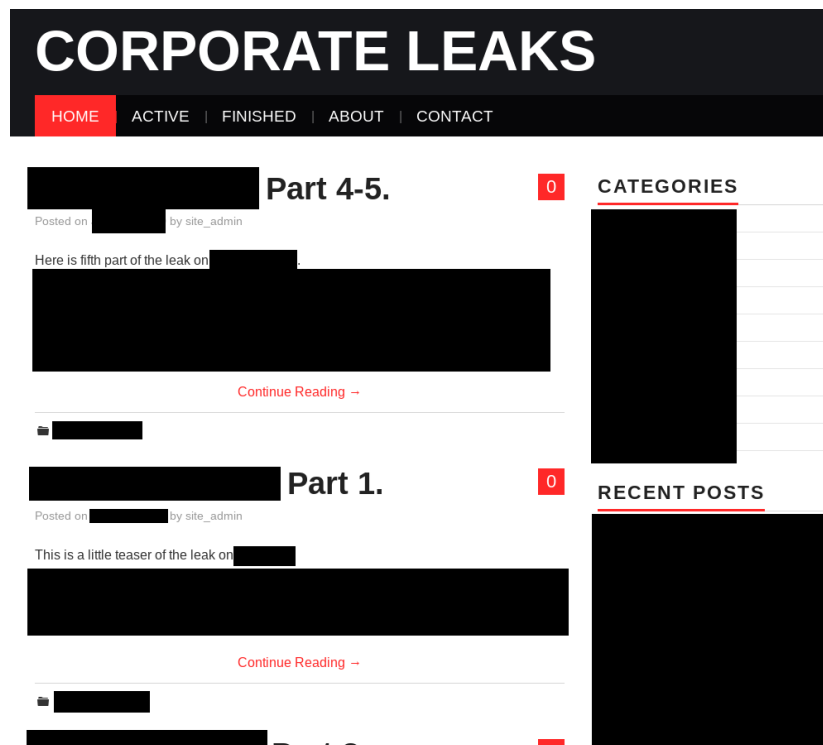 CORPORATE LEAKS
HOME
ACTIVE
FINISHED
ABOUT
CONTACT
Part 4-5.
0
Posted on by site_admin
Here is fifth part of the leak on .
Continue Reading →
Part 1.
0
Posted on by site_admin
This is a little teaser of the leak on
Continue Reading →
CATEGORIES
RECENT POSTS